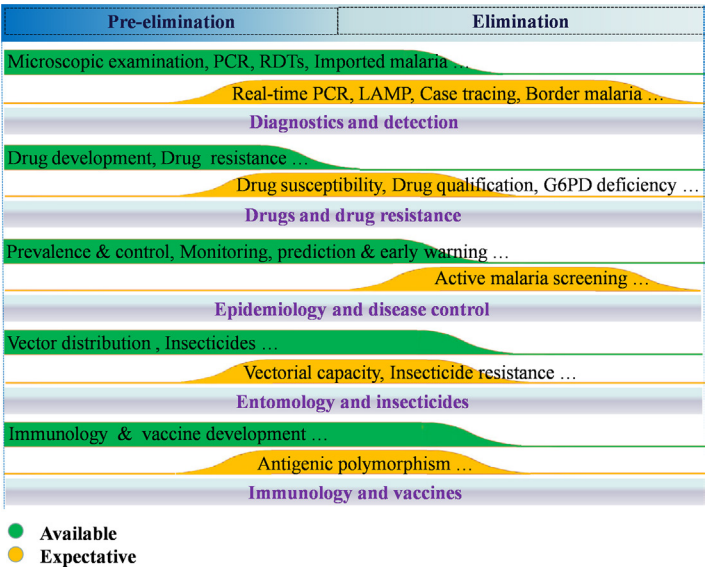 Pre-elimination Elimination
Microscopic examination, PCR, RDTs, Imported malaria …
Real-time PCR, LAMP, Case tracing, Border malaria …
Diagnostics and detection
Drug development, Drug resistance …
Drug susceptibility, Drug qualification, G6PD deficiency …
Drugs and drug resistance
Prevalence & control, Monitoring, prediction & early warning …
Active malaria screening …
Epidemiology and disease control
Vector distribution , Insecticides …
Vectorial capacity, Insecticide resistance …
Entomology and insecticides
Immunology & vaccine development …
Antigenic polymorphism …
Immunology and vaccines
Available
Expectative